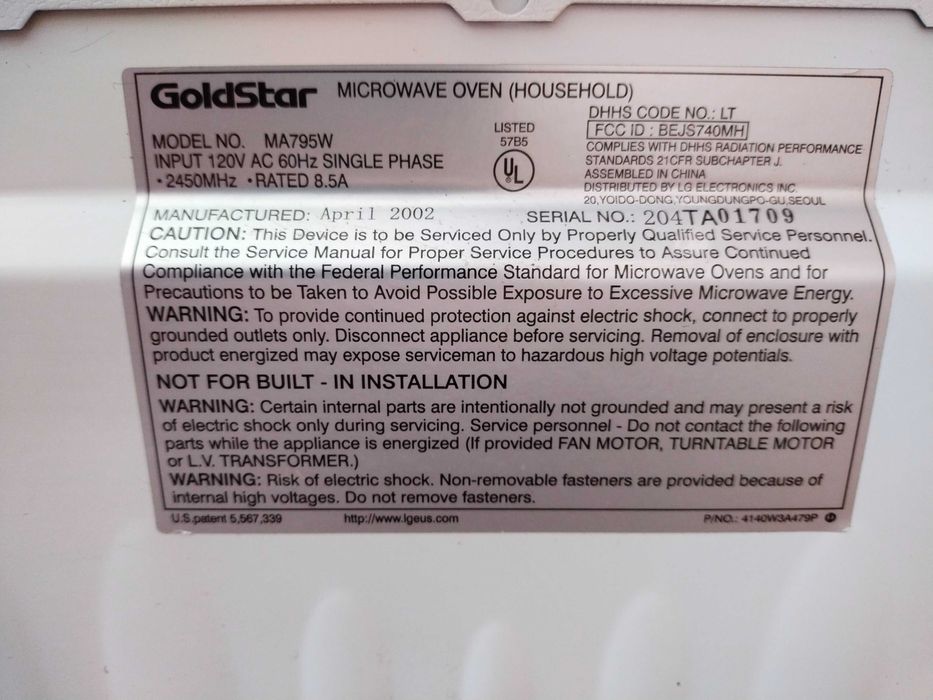 GoldStar MICROWAVE OVEN (HOUSEHOLD)
MODEL NO. MA795W
INPUT 120V AC 60Hz SINGLE PHASE
•2450MHz •RATED 8.5A
LISTED
57B5
UL
DHHS CODE NO.: LT
FCC ID : BEJS740MH
COMPLIES WITH DHHS RADIATION PERFORMANCE
STANDARDS 21CFR SUBCHAPTER J.
ASSEMBLED IN CHINA
DISTRIBUTED BY LG ELECTRONICS INC.
20,YOIDO-DONG,YOUNGDUNGPO-GU,SEOUL
MANUFACTURED: April 2002 SERIAL NO.: 204TA01709
CAUTION: This Device is to be Serviced Only by Properly Qualified Service Personnel.
Consult the Service Manual for Proper Service Procedures to Assure Continued
Compliance with the Federal Performance Standard for Microwave Ovens and for
Precautions to be Taken to Avoid Possible Exposure to Excessive Microwave Energy.
WARNING: To provide continued protection against electric shock, connect to properly
grounded outlets only. Disconnect appliance before servicing. Removal of enclosure with
product energized may expose serviceman to hazardous high voltage potentials.
NOT FOR BUILT - IN INSTALLATION
WARNING: Certain internal parts are intentionally not grounded and may present a risk
of electric shock only during servicing. Service personnel - Do not contact the following
parts while the appliance is energized (If provided FAN MOTOR, TURNTABLE MOTOR
or L.V. TRANSFORMER.)
WARNING: Risk of electric shock. Non-removable fasteners are provided because of
internal high voltages. Do not remove fasteners.
U.S.patent 5,567,339 http://www.lgeus.com P/NO.: 4140W3A479P